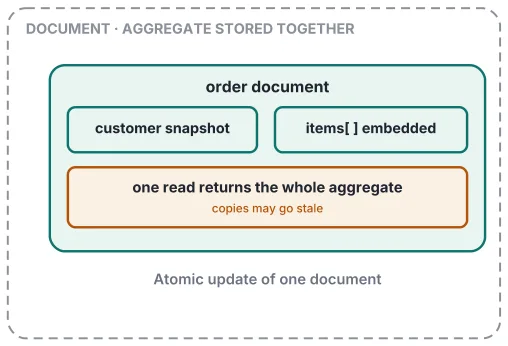 DOCUMENT · AGGREGATE STORED TOGETHER
order document
customer snapshot
items[ ] embedded
one read returns the whole aggregate
copies may go stale
Atomic update of one document